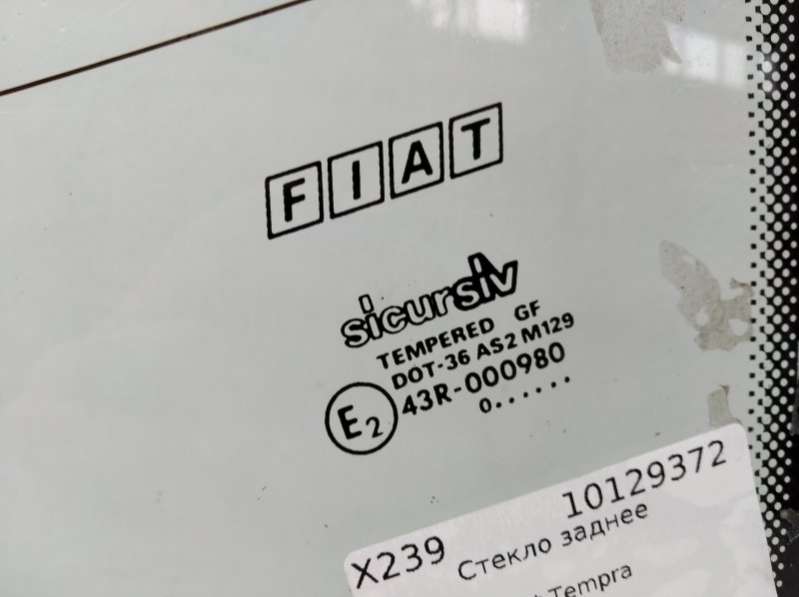 FIAT
sicursiv
TEMPERED GF
DOT-36 AS2 M129
E2 43R-000980
0......
X239 10129372
Стекло заднее
Tempra